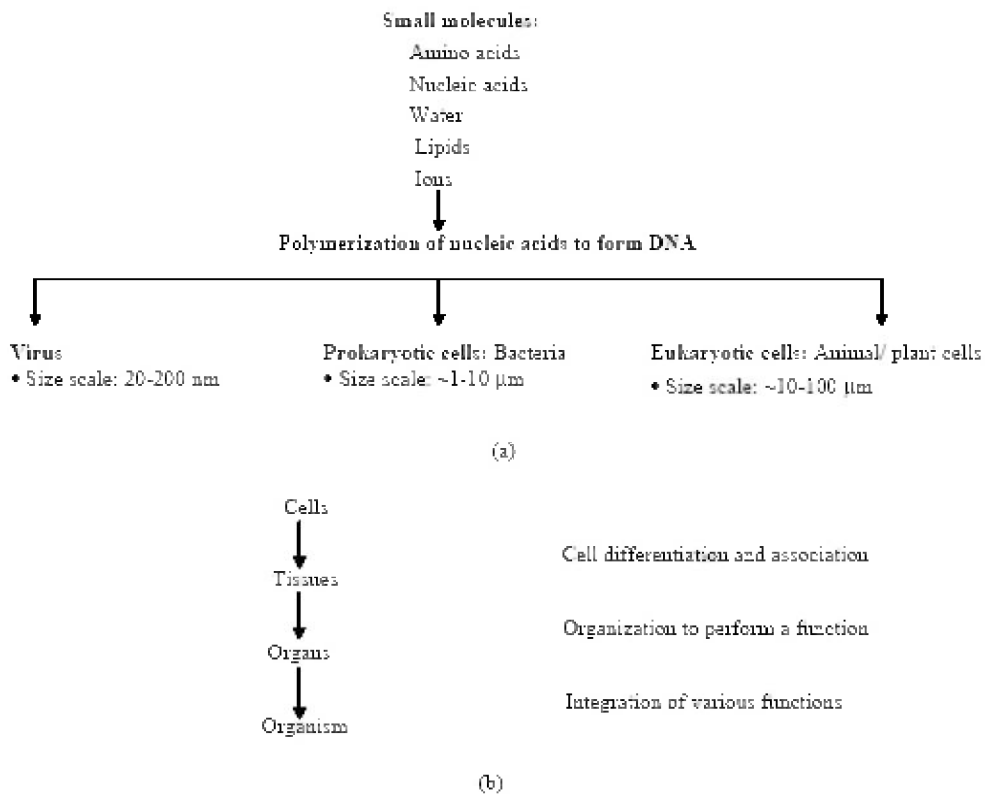 Small molecules:
Amino acids
Nucleic acids
Water
Lipids
Ions
Polymerization of nucleic acids to form DNA
Virus
• Size scale: 20-200 nm
Prokaryotic cells: Bacteria
• Size scale: ~1-10 μm
Eukaryotic cells: Animal/ plant cells
• Size scale: ~10-100 μm
(a)
Cells
Cell differentiation and association
Tissues
Organization to perform a function
Organs
Integration of various functions
Organism
(b)